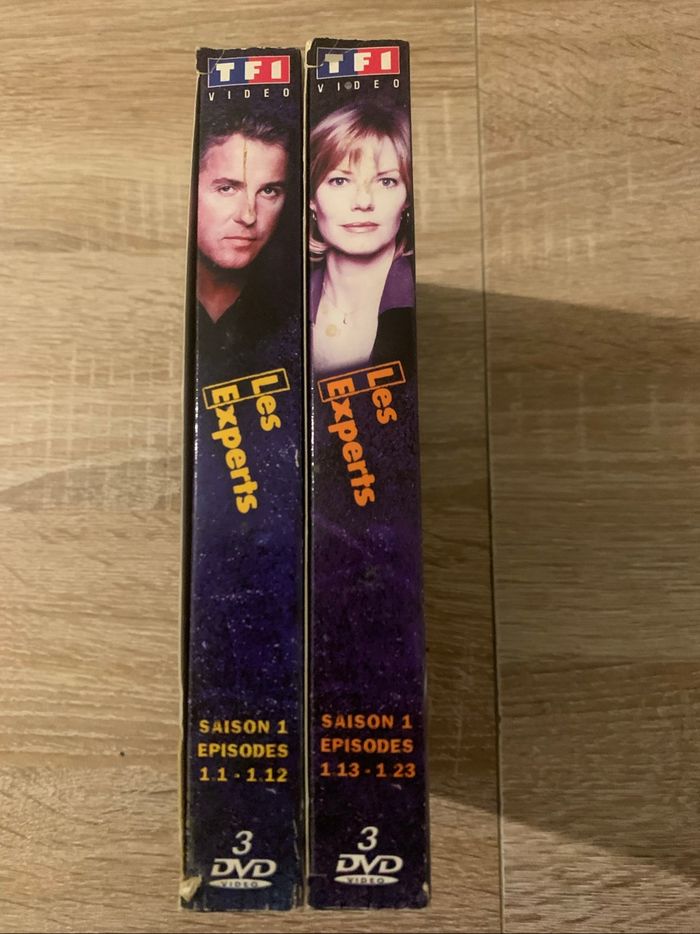 TF1
VIDEO
Les
Experts
SAISON 1
EPISODES
1.1 - 1.12
3
DVD
VIDEO
TF1
VIDEO
Les
Experts
SAISON 1
EPISODES
1.13 - 1.23
3
DVD
VIDEO